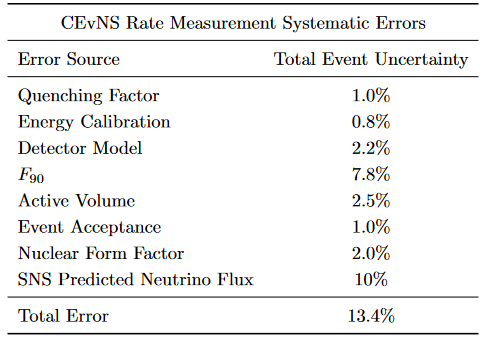 CEvNS Rate Measurement Systematic Errors
Error Source Total Event Uncertainty
Quenching Factor 1.0%
Energy Calibration 0.8%
Detector Model 2.2%
F90 7.8%
Active Volume 2.5%
Event Acceptance 1.0%
Nuclear Form Factor 2.0%
SNS Predicted Neutrino Flux 10%
Total Error 13.4%